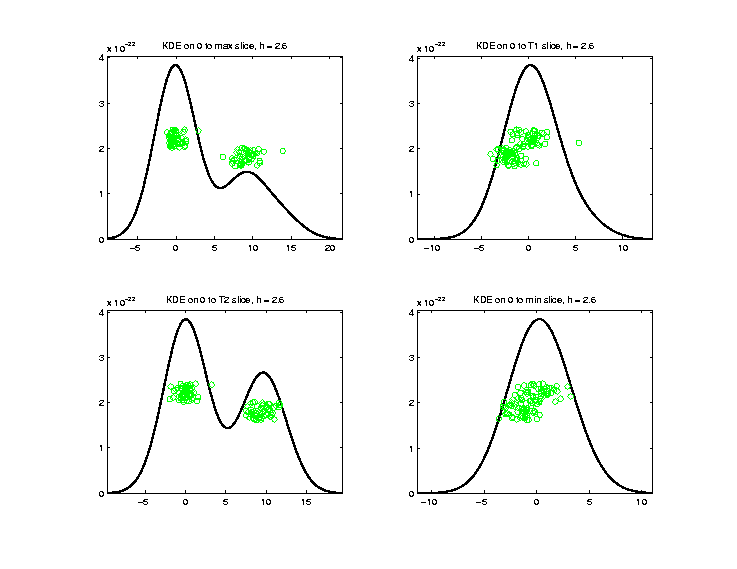 KDE on 0 to max slice, h = 2.6
x 10⁻²²
4
3
2
1
0
−5 0 5 10 15 20
KDE on 0 to T1 slice, h = 2.6
x 10⁻²²
4
3
2
1
0
−10 −5 0 5 10
KDE on 0 to T2 slice, h = 2.6
x 10⁻²²
4
3
2
1
0
−5 0 5 10 15
KDE on 0 to min slice, h = 2.6
x 10⁻²²
4
3
2
1
0
−10 −5 0 5 10